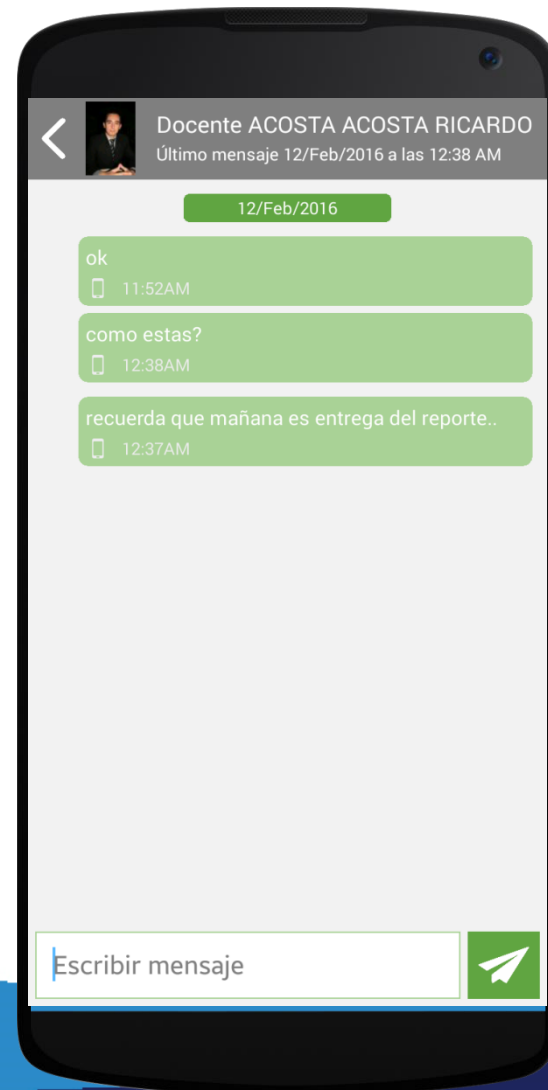 Docente ACOSTA ACOSTA RICARDO
Último mensaje 12/Feb/2016 a las 12:38 AM
12/Feb/2016
ok
11:52AM
como estas?
12:38AM
recuerda que mañana es entrega del reporte..
12:37AM
Escribir mensaje